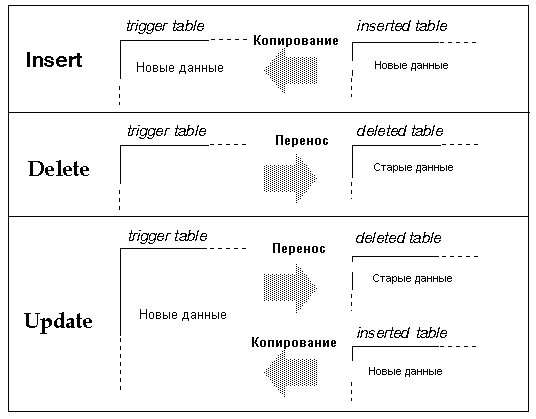 trigger table
inserted table
Копирование
Insert
Новые данные
Новые данные
trigger table
Перенос
deleted table
Delete
Старые данные
trigger table
Перенос
deleted table
Старые данные
Update
Новые данные
inserted table
Копирование
Новые данные